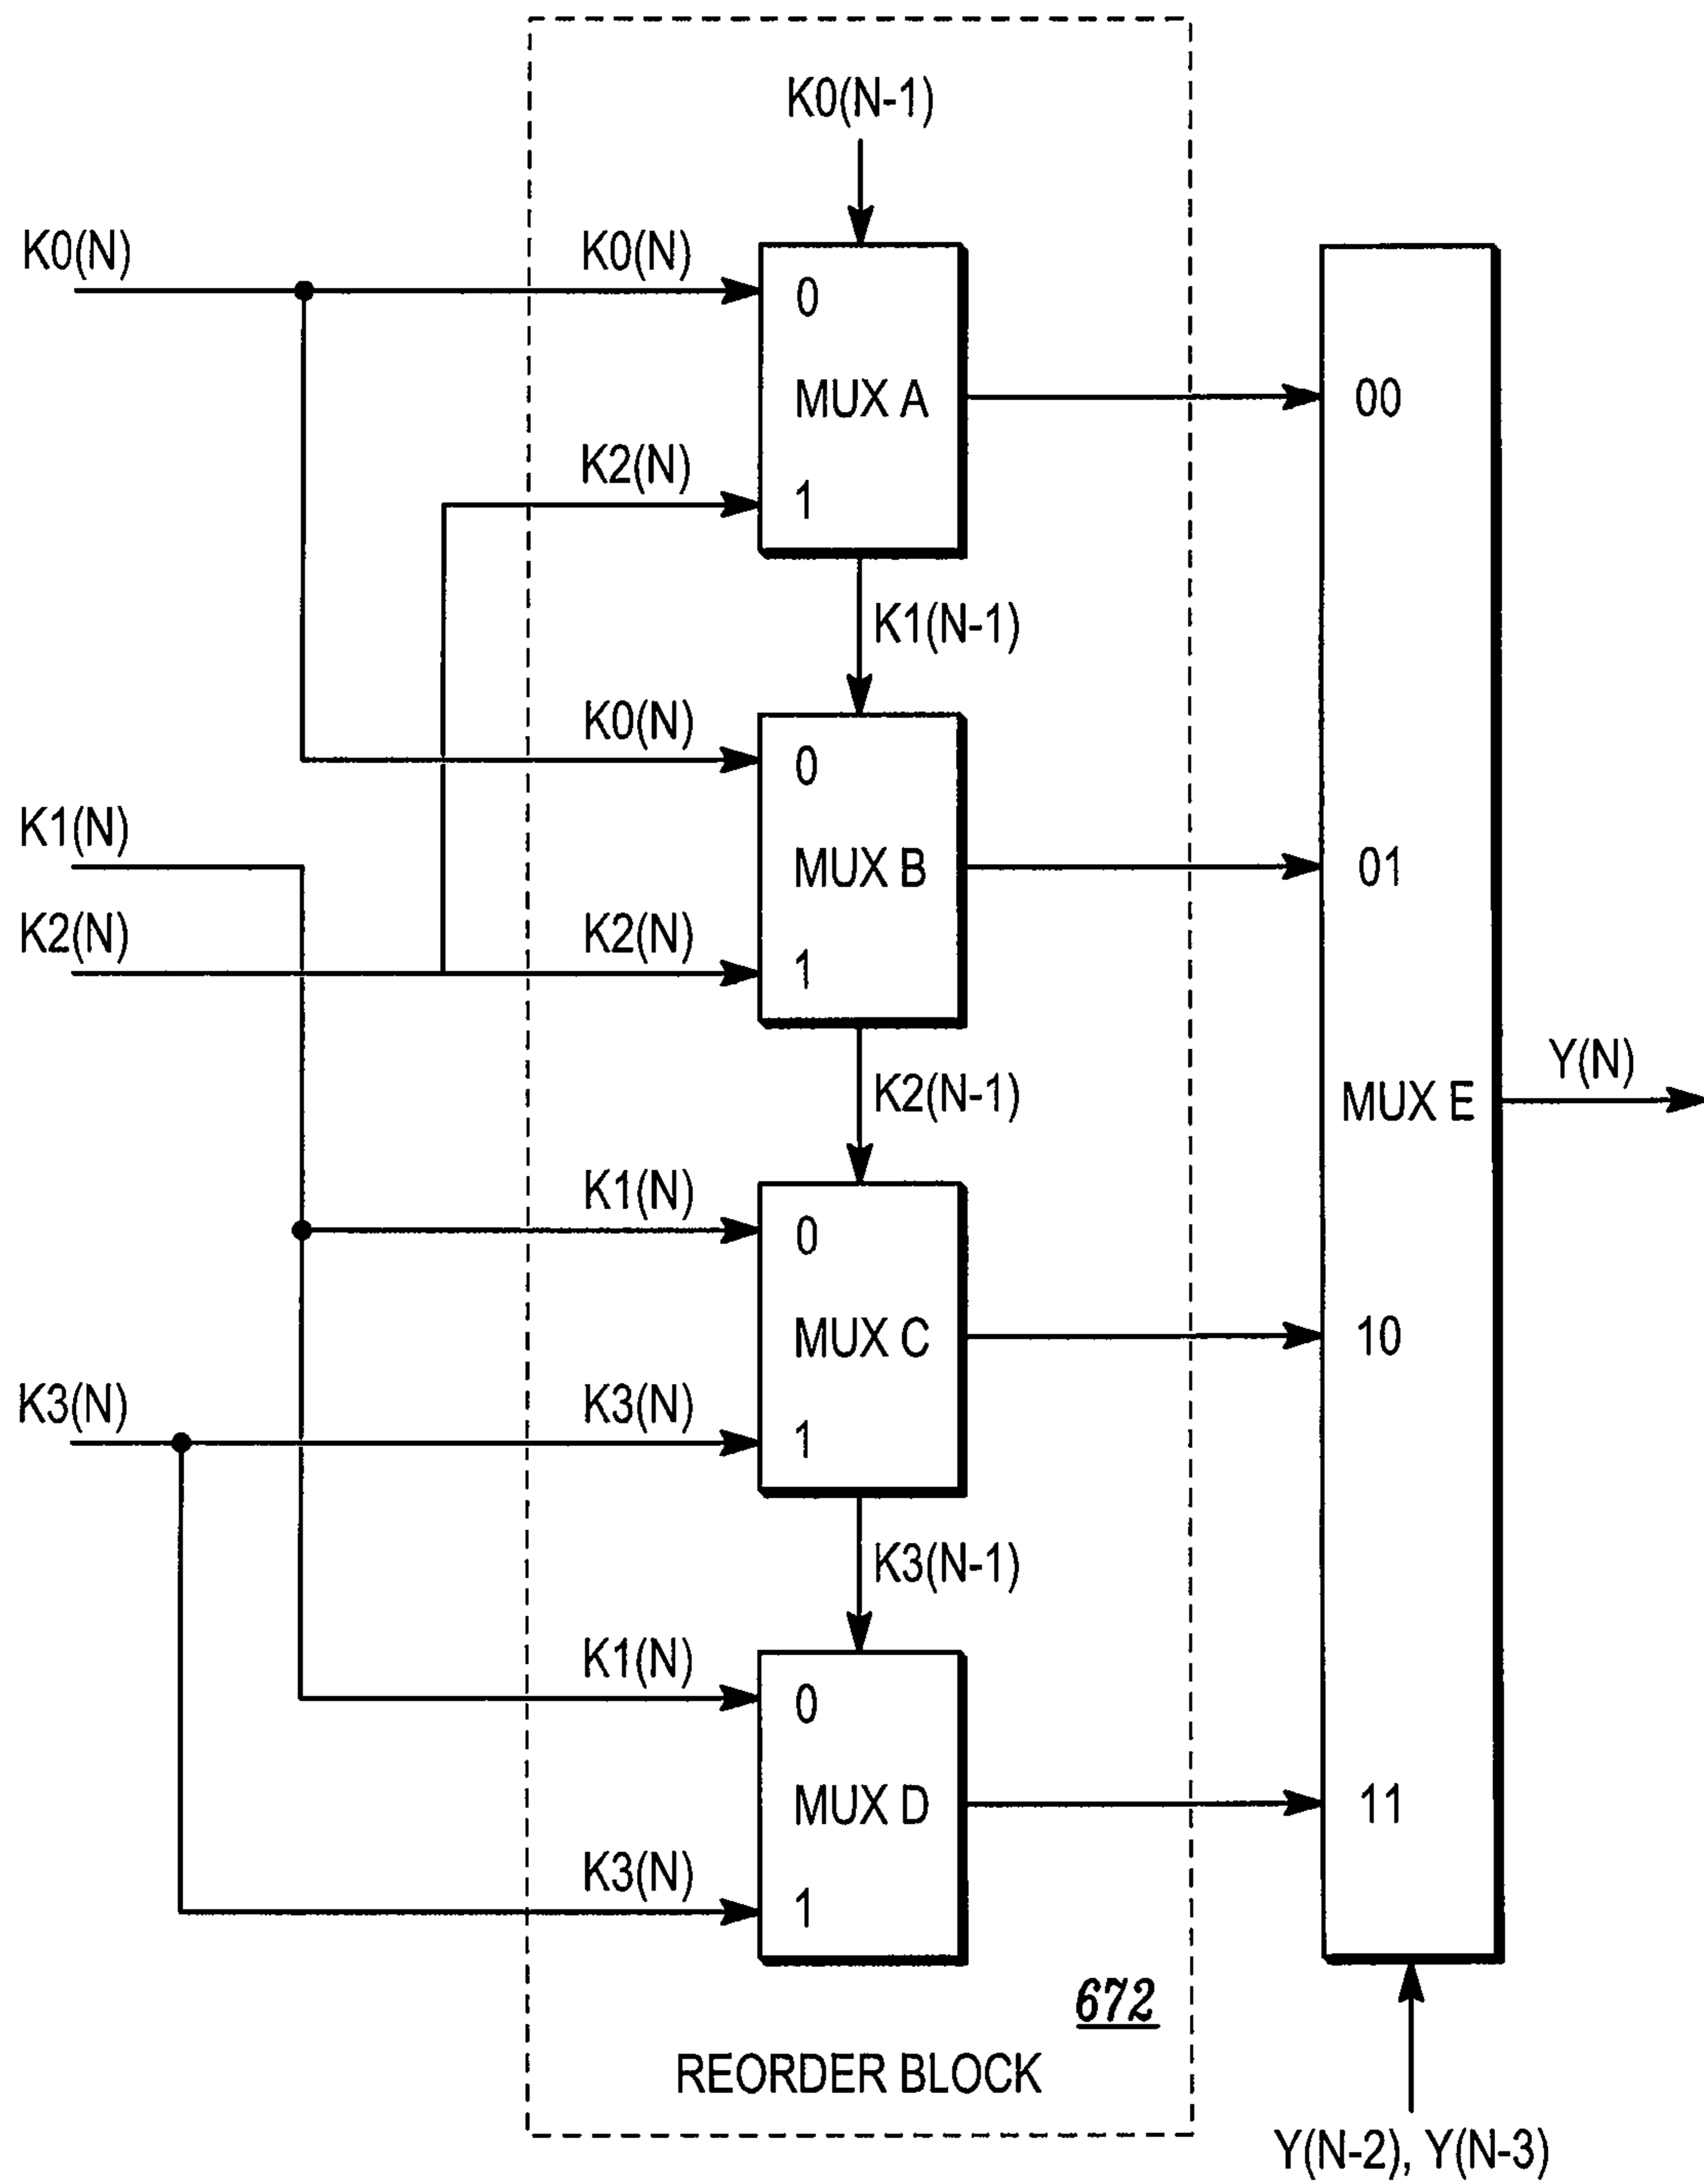 K0(N-1)
K0(N)
K0(N)
0
MUX A
00
K2(N)
1
K1(N-1)
K0(N)
0
K1(N)
MUX B
01
K2(N)
K2(N)
1
Y(N)
K2(N-1)
MUX E
K1(N)
0
MUX C
10
K3(N)
K3(N)
1
K3(N-1)
K1(N)
0
MUX D
11
K3(N)
1
672
REORDER BLOCK
Y(N-2), Y(N-3)